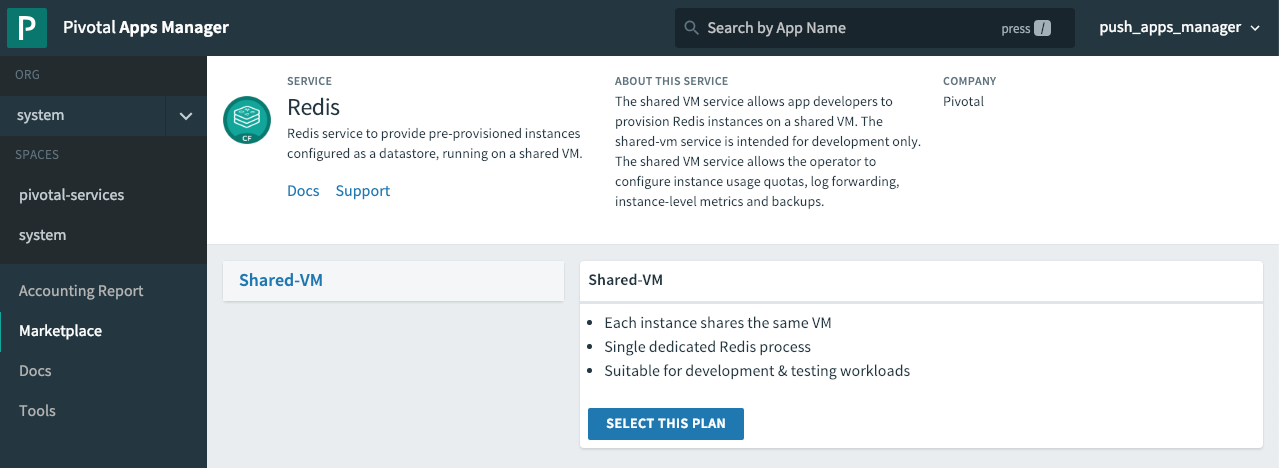 P
Pivotal Apps Manager
Search by App Name
press /
push_apps_manager
ORG
system
SPACES
pivotal-services
system
Accounting Report
Marketplace
Docs
Tools
CF
SERVICE
Redis
Redis service to provide pre-provisioned instances
configured as a datastore, running on a shared VM.
Docs Support
ABOUT THIS SERVICE
The shared VM service allows app developers to
provision Redis instances on a shared VM. The
shared-vm service is intended for development only.
The shared VM service allows the operator to
configure instance usage quotas, log forwarding,
instance-level metrics and backups.
COMPANY
Pivotal
Shared-VM
Shared-VM
• Each instance shares the same VM
• Single dedicated Redis process
• Suitable for development & testing workloads
SELECT THIS PLAN